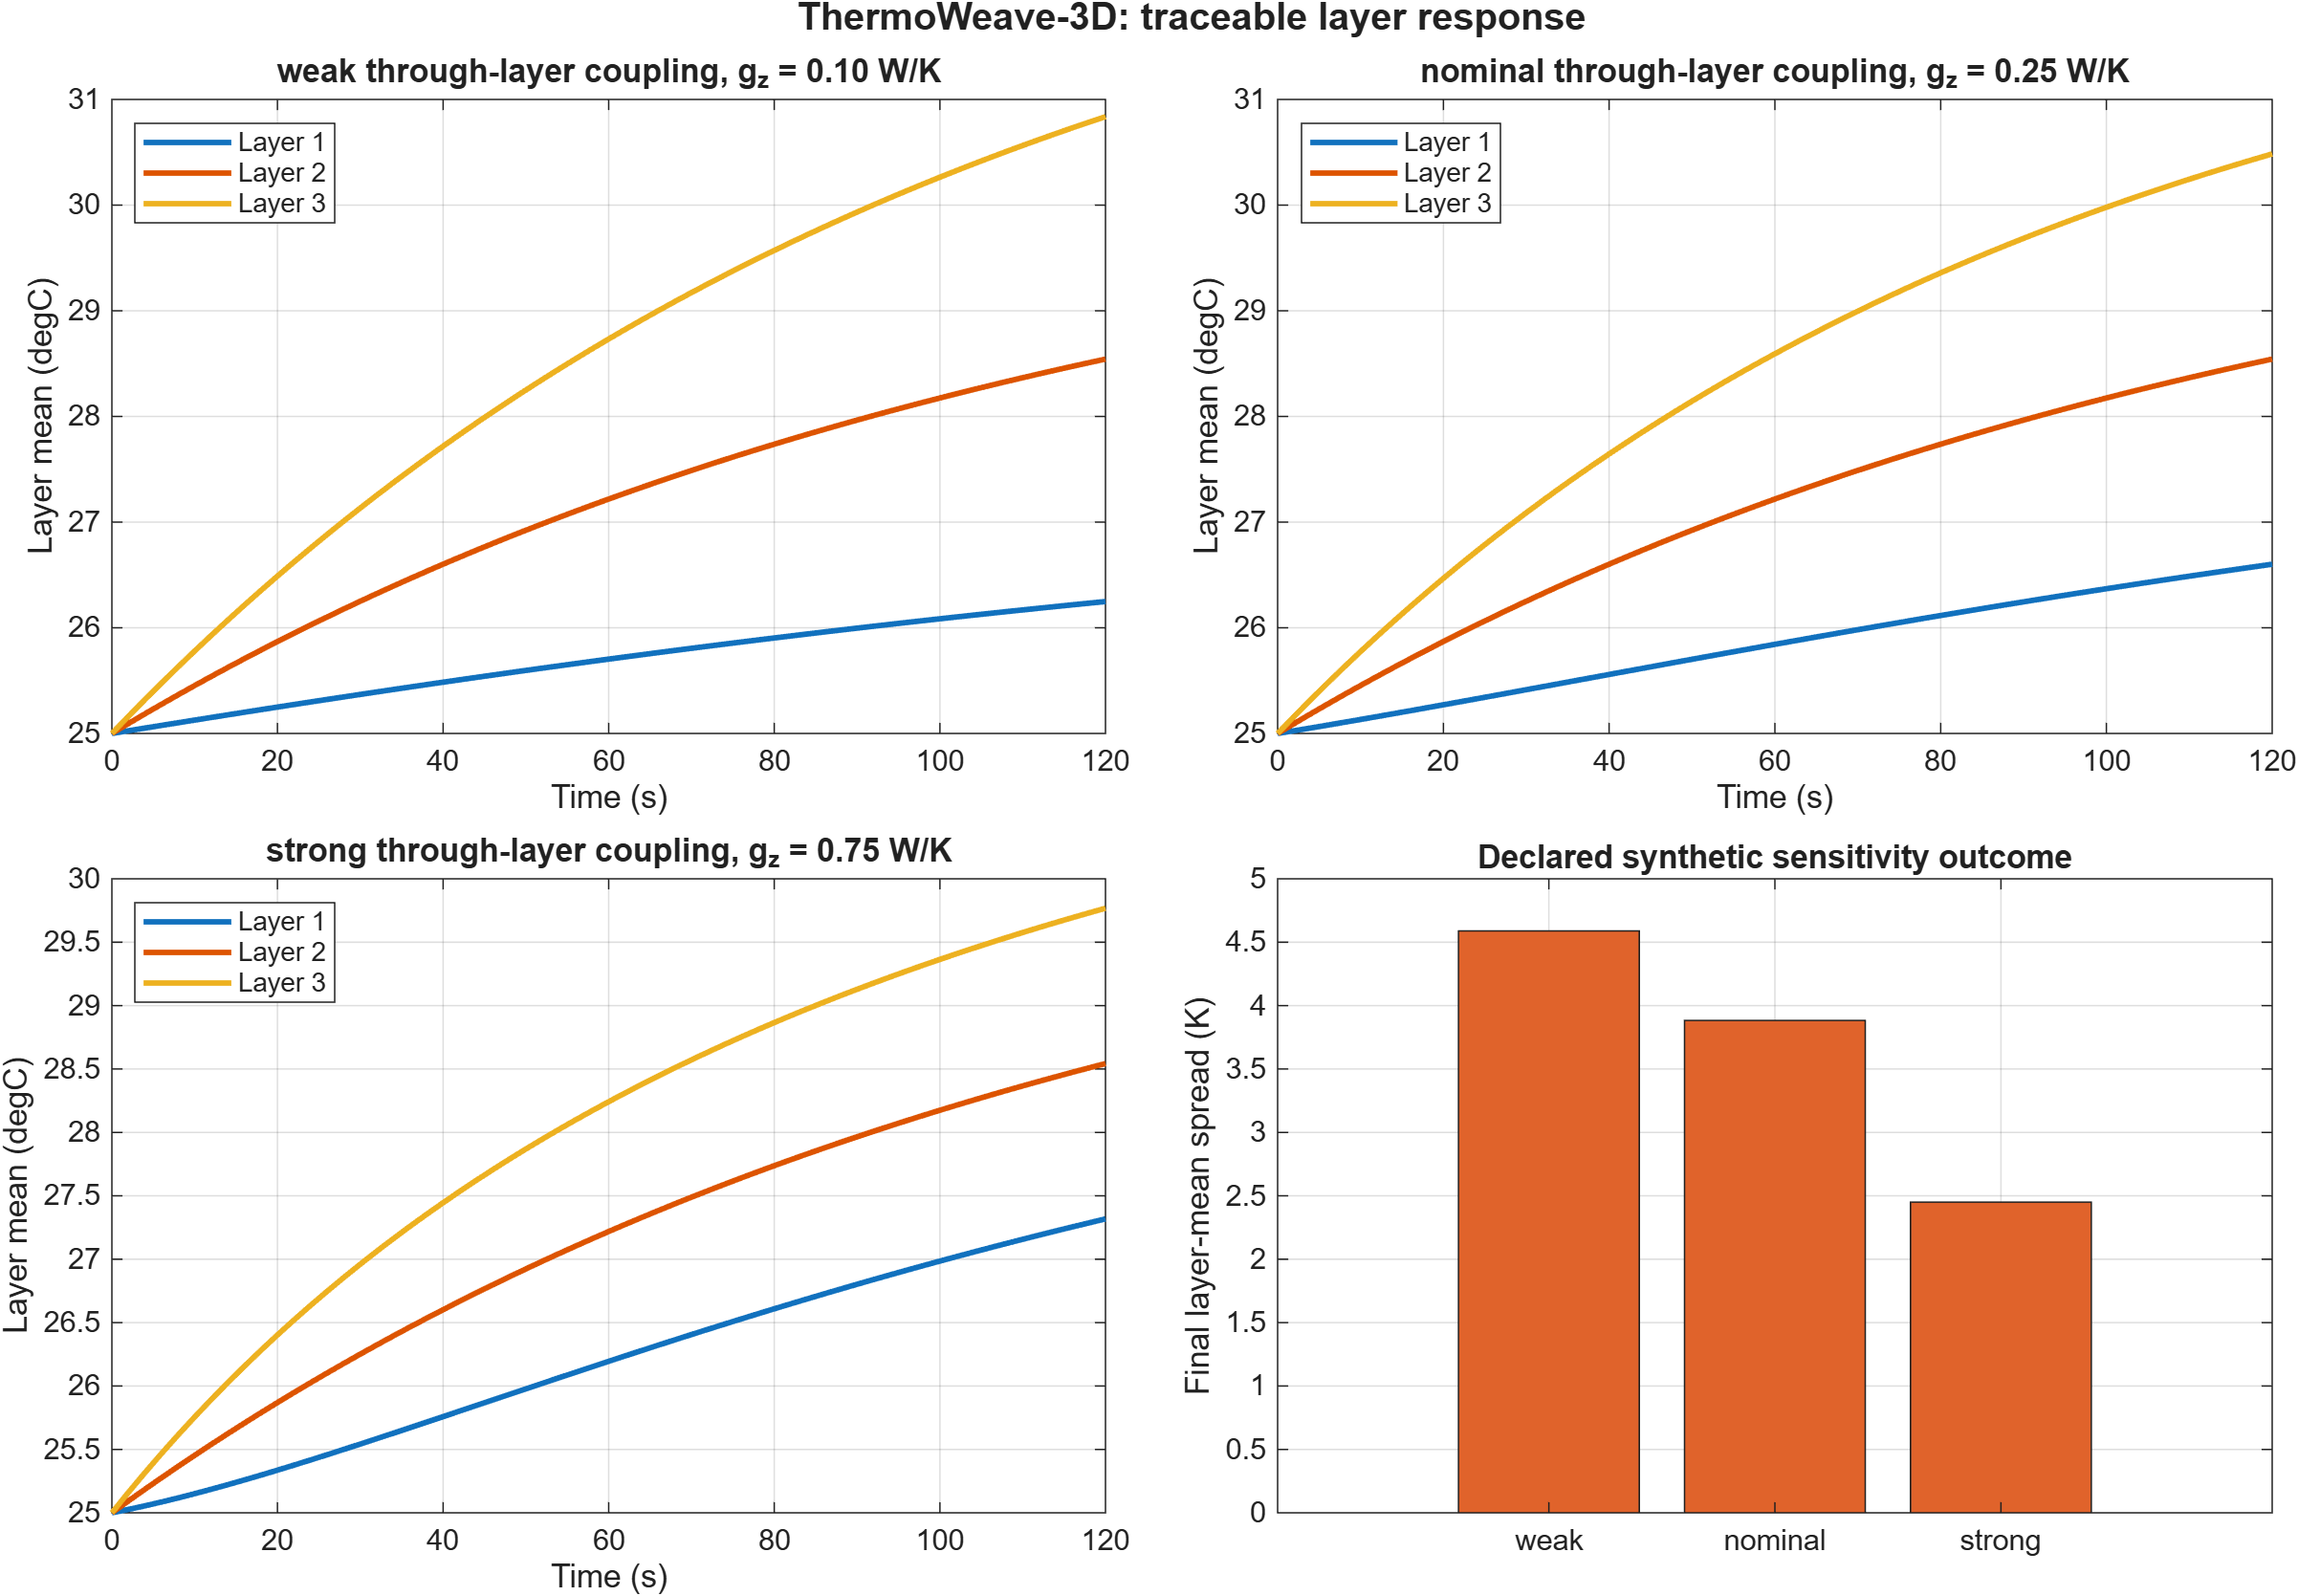 ThermoWeave-3D: traceable layer response
weak through-layer coupling, g_z = 0.10 W/K
31
30
29
28
27
26
25
0 20 40 60 80 100 120
Layer mean (degC)
Time (s)
Layer 1
Layer 2
Layer 3
nominal through-layer coupling, g_z = 0.25 W/K
31
30
29
28
27
26
25
0 20 40 60 80 100 120
Layer mean (degC)
Time (s)
Layer 1
Layer 2
Layer 3
strong through-layer coupling, g_z = 0.75 W/K
30
29.5
29
28.5
28
27.5
27
26.5
26
25.5
25
0 20 40 60 80 100 120
Layer mean (degC)
Time (s)
Layer 1
Layer 2
Layer 3
Declared synthetic sensitivity outcome
5
4.5
4
3.5
3
2.5
2
1.5
1
0.5
0
weak nominal strong
Final layer-mean spread (K)